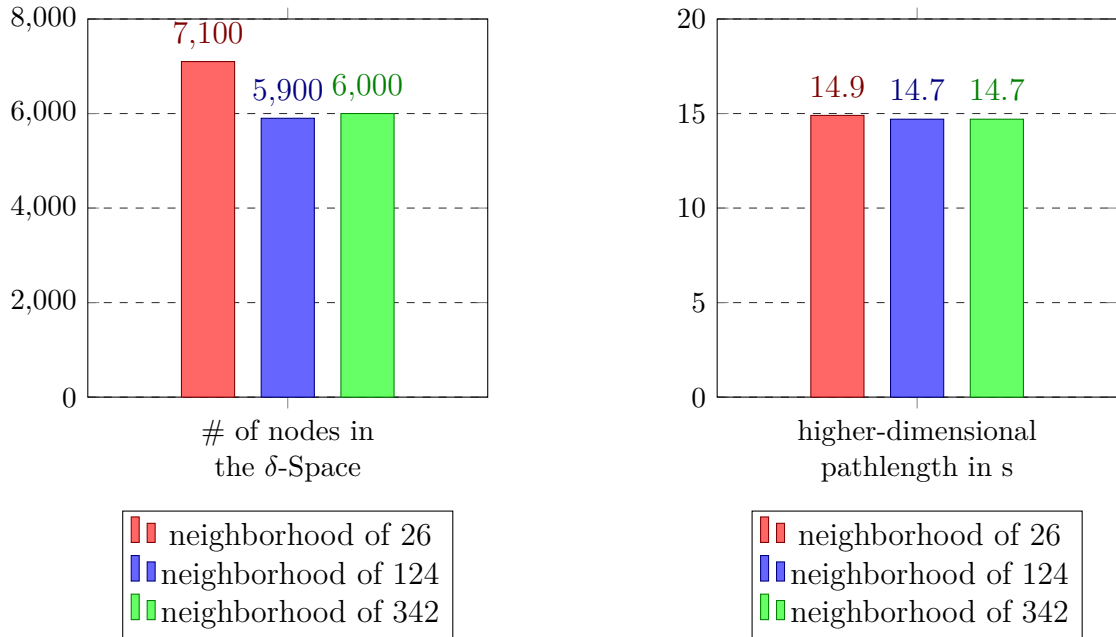 8,000
6,000
4,000
2,000
0
7,100
5,900
6,000
# of nodes in
the δ-Space
neighborhood of 26
neighborhood of 124
neighborhood of 342
20
15
10
5
0
14.9
14.7
14.7
higher-dimensional
pathlength in s
neighborhood of 26
neighborhood of 124
neighborhood of 342